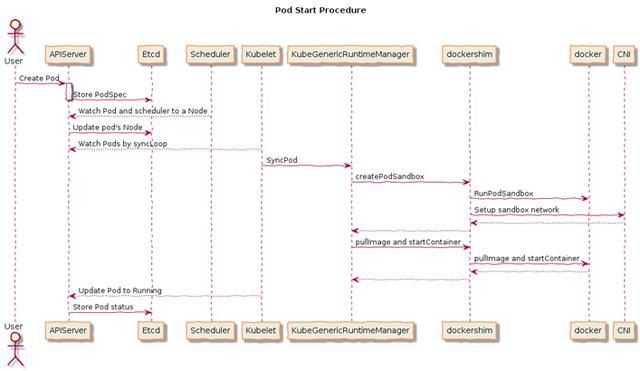 Pod Start Procedure
User
APIServer
Etcd
Scheduler
Kubelet
KubeGenericRuntimeManager
dockershim
docker
CNI
Create Pod
Store PodSpec
Watch Pod and scheduler to a Node
Update pod's Node
Watch Pods by syncLoop
SyncPod
createPodSandbox
RunPodSandbox
Setup sandbox network
pullImage and startContainer
pullImage and startContainer
Update Pod to Running
Store Pod status
User
APIServer
Etcd
Scheduler
Kubelet
KubeGenericRuntimeManager
dockershim
docker
CNI